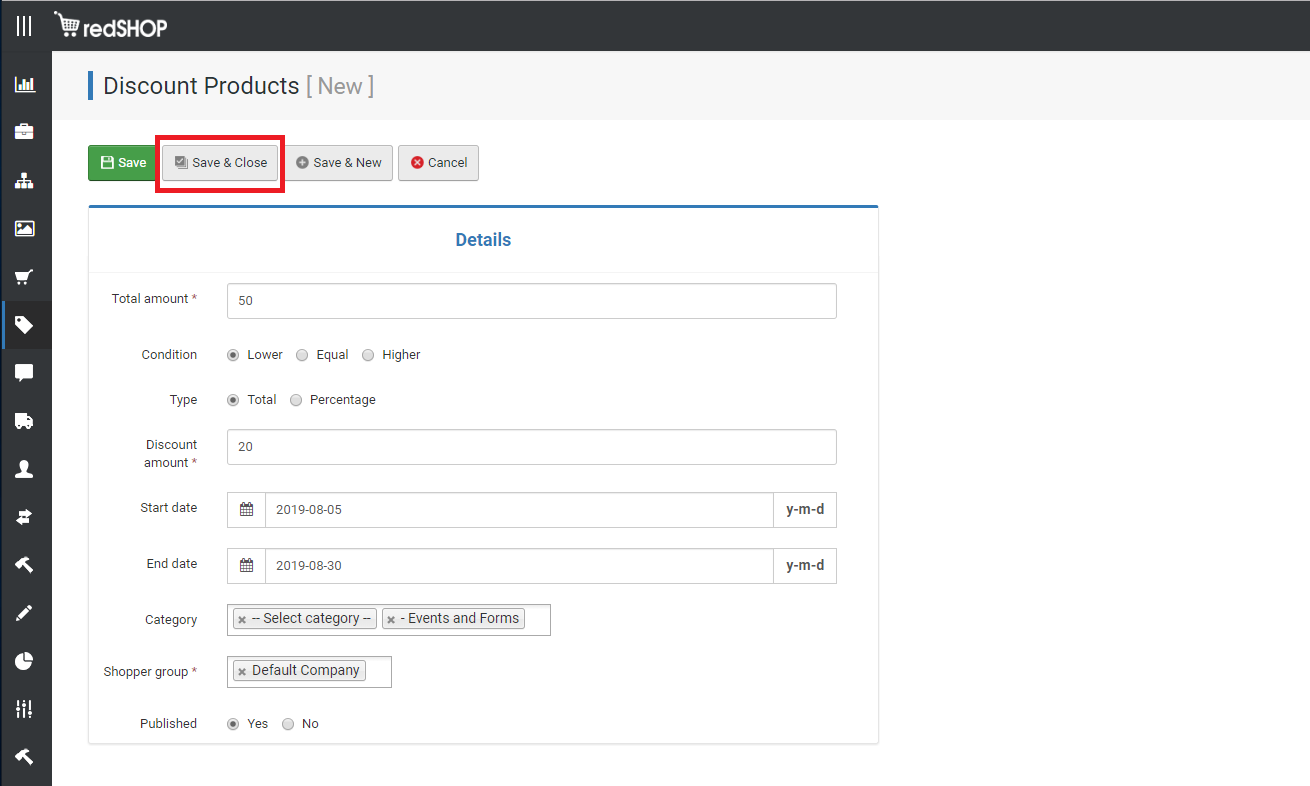 redSHOP
Discount Products [ New ]
Save Save & Close Save & New Cancel
Details
Total amount * 50
Condition Lower Equal Higher
Type Total Percentage
Discount
amount * 20
Start date 2019-08-05 y-m-d
End date 2019-08-30 y-m-d
Category × -- Select category -- × - Events and Forms
Shopper group * × Default Company
Published Yes No